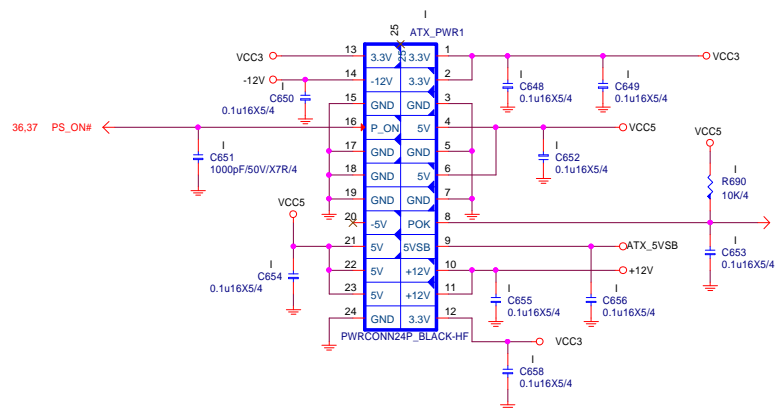 I
25
ATX_PWR1
VCC3
13
3.3V
25
3.3V
1
VCC3
-12V
14
-12V
3.3V
2
I
C650
0.1u16X5/4
I
C648
0.1u16X5/4
I
C649
0.1u16X5/4
15
GND
GND
3
36,37 PS_ON#
16
P_ON
5V
4
VCC5
I
C651
1000pF/50V/X7R/4
17
GND
GND
5
I
C652
0.1u16X5/4
VCC5
18
GND
5V
6
I
R690
10K/4
19
GND
GND
7
VCC5
20
-5V
POK
8
21
5V
5VSB
9
ATX_5VSB
I
C653
0.1u16X5/4
I
C654
0.1u16X5/4
22
5V
+12V
10
+12V
23
5V
+12V
11
I
C655
0.1u16X5/4
I
C656
0.1u16X5/4
24
GND
3.3V
12
PWRCONN24P_BLACK-HF
VCC3
I
C658
0.1u16X5/4